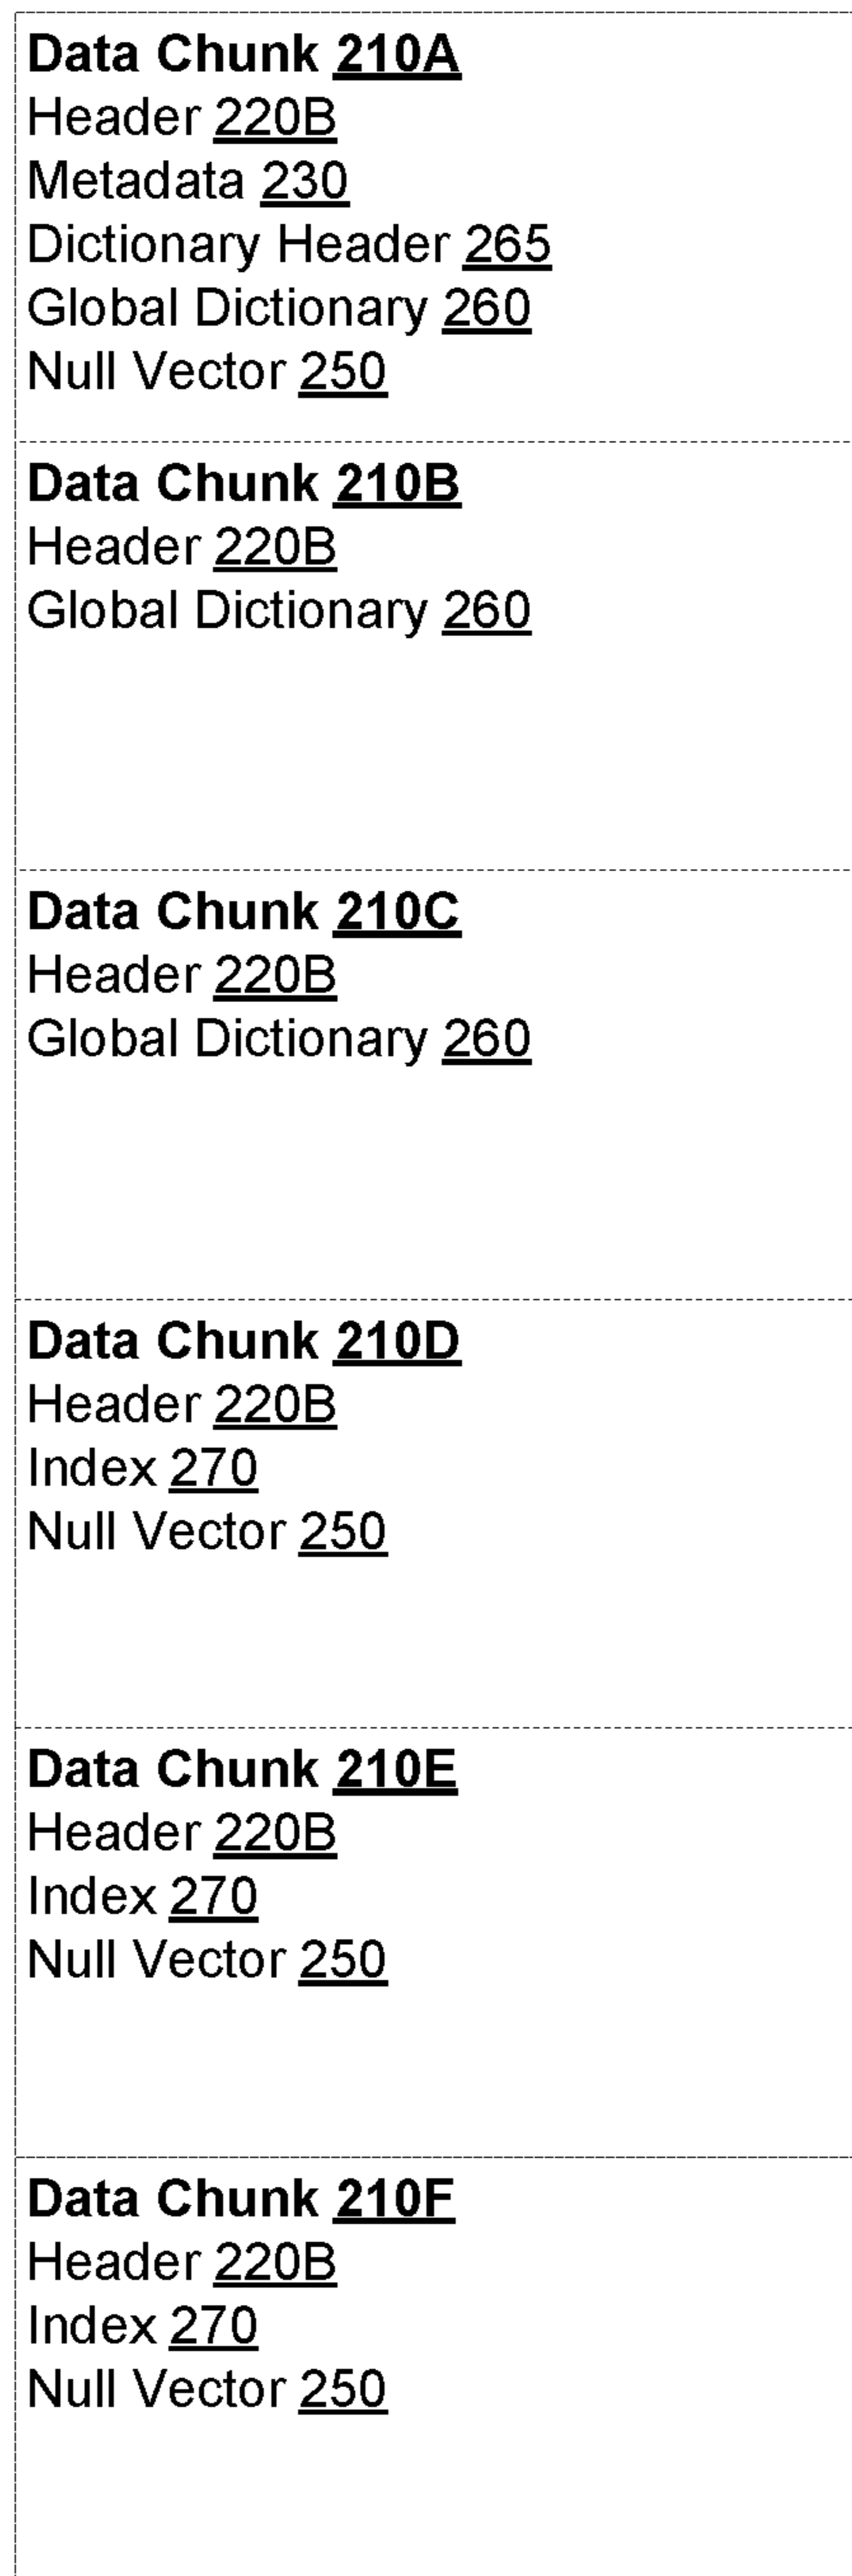 Data Chunk 210A
Header 220B
Metadata 230
Dictionary Header 265
Global Dictionary 260
Null Vector 250
Data Chunk 210B
Header 220B
Global Dictionary 260
Data Chunk 210C
Header 220B
Global Dictionary 260
Data Chunk 210D
Header 220B
Index 270
Null Vector 250
Data Chunk 210E
Header 220B
Index 270
Null Vector 250
Data Chunk 210F
Header 220B
Index 270
Null Vector 250